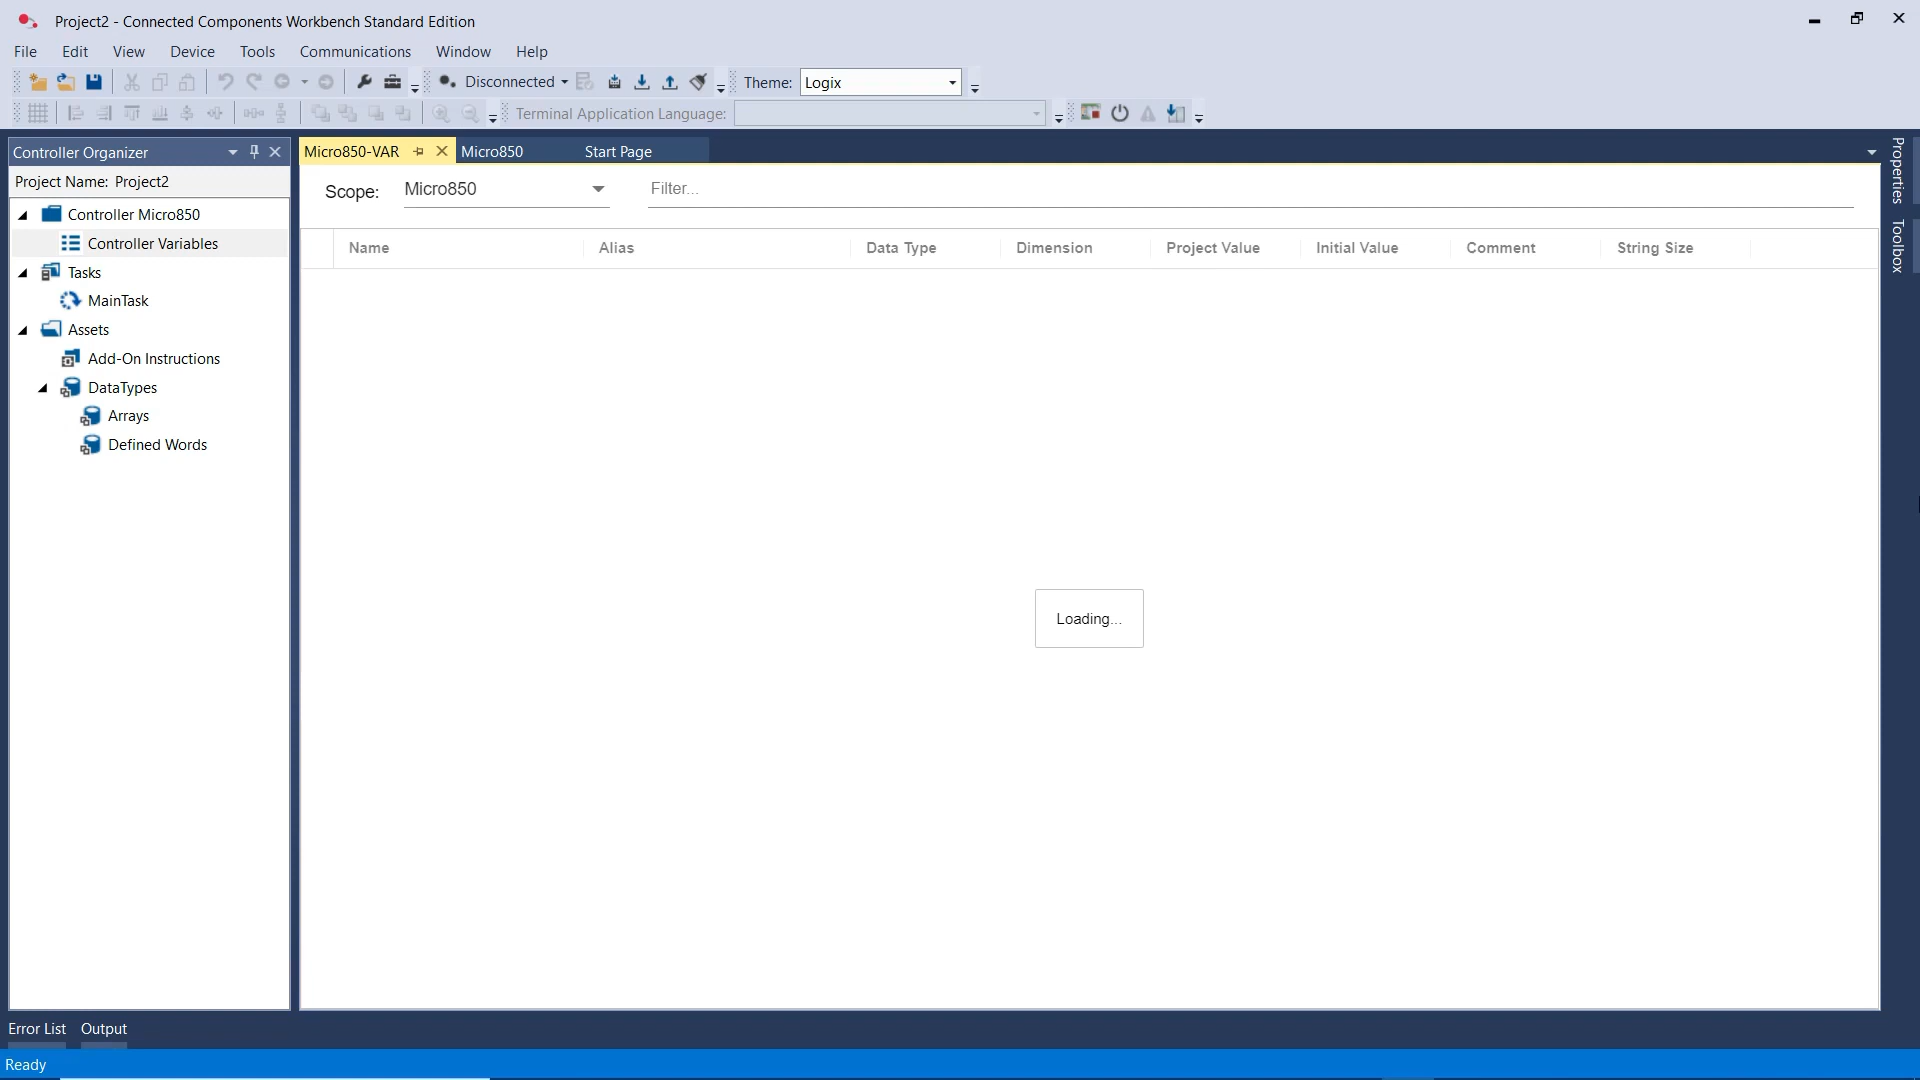 Project2 - Connected Components Workbench Standard Edition
File Edit View Device Tools Communications Window Help
Disconnected Theme: Logix
Terminal Application Language:
Controller Organizer
Project Name: Project2
Controller Micro850
Controller Variables
Tasks
MainTask
Assets
Add-On Instructions
DataTypes
Arrays
Defined Words
Micro850-VAR Micro850 Start Page
Scope: Micro850 Filter...
Name Alias Data Type Dimension Project Value Initial Value Comment String Size
Loading...
Properties
Toolbox
Error List Output
Ready